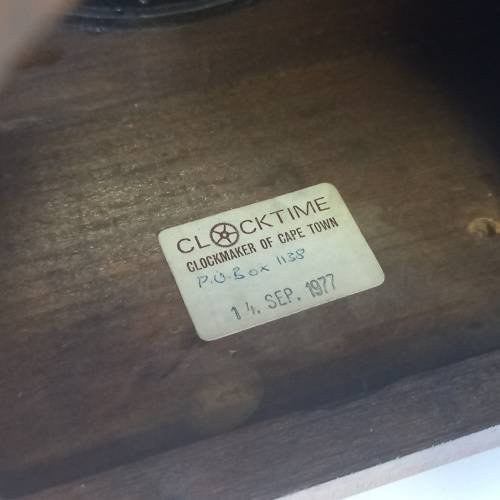 CLOCKTIME
CLOCKMAKER OF CAPE TOWN
P.O Box 1138
14. SEP. 1977